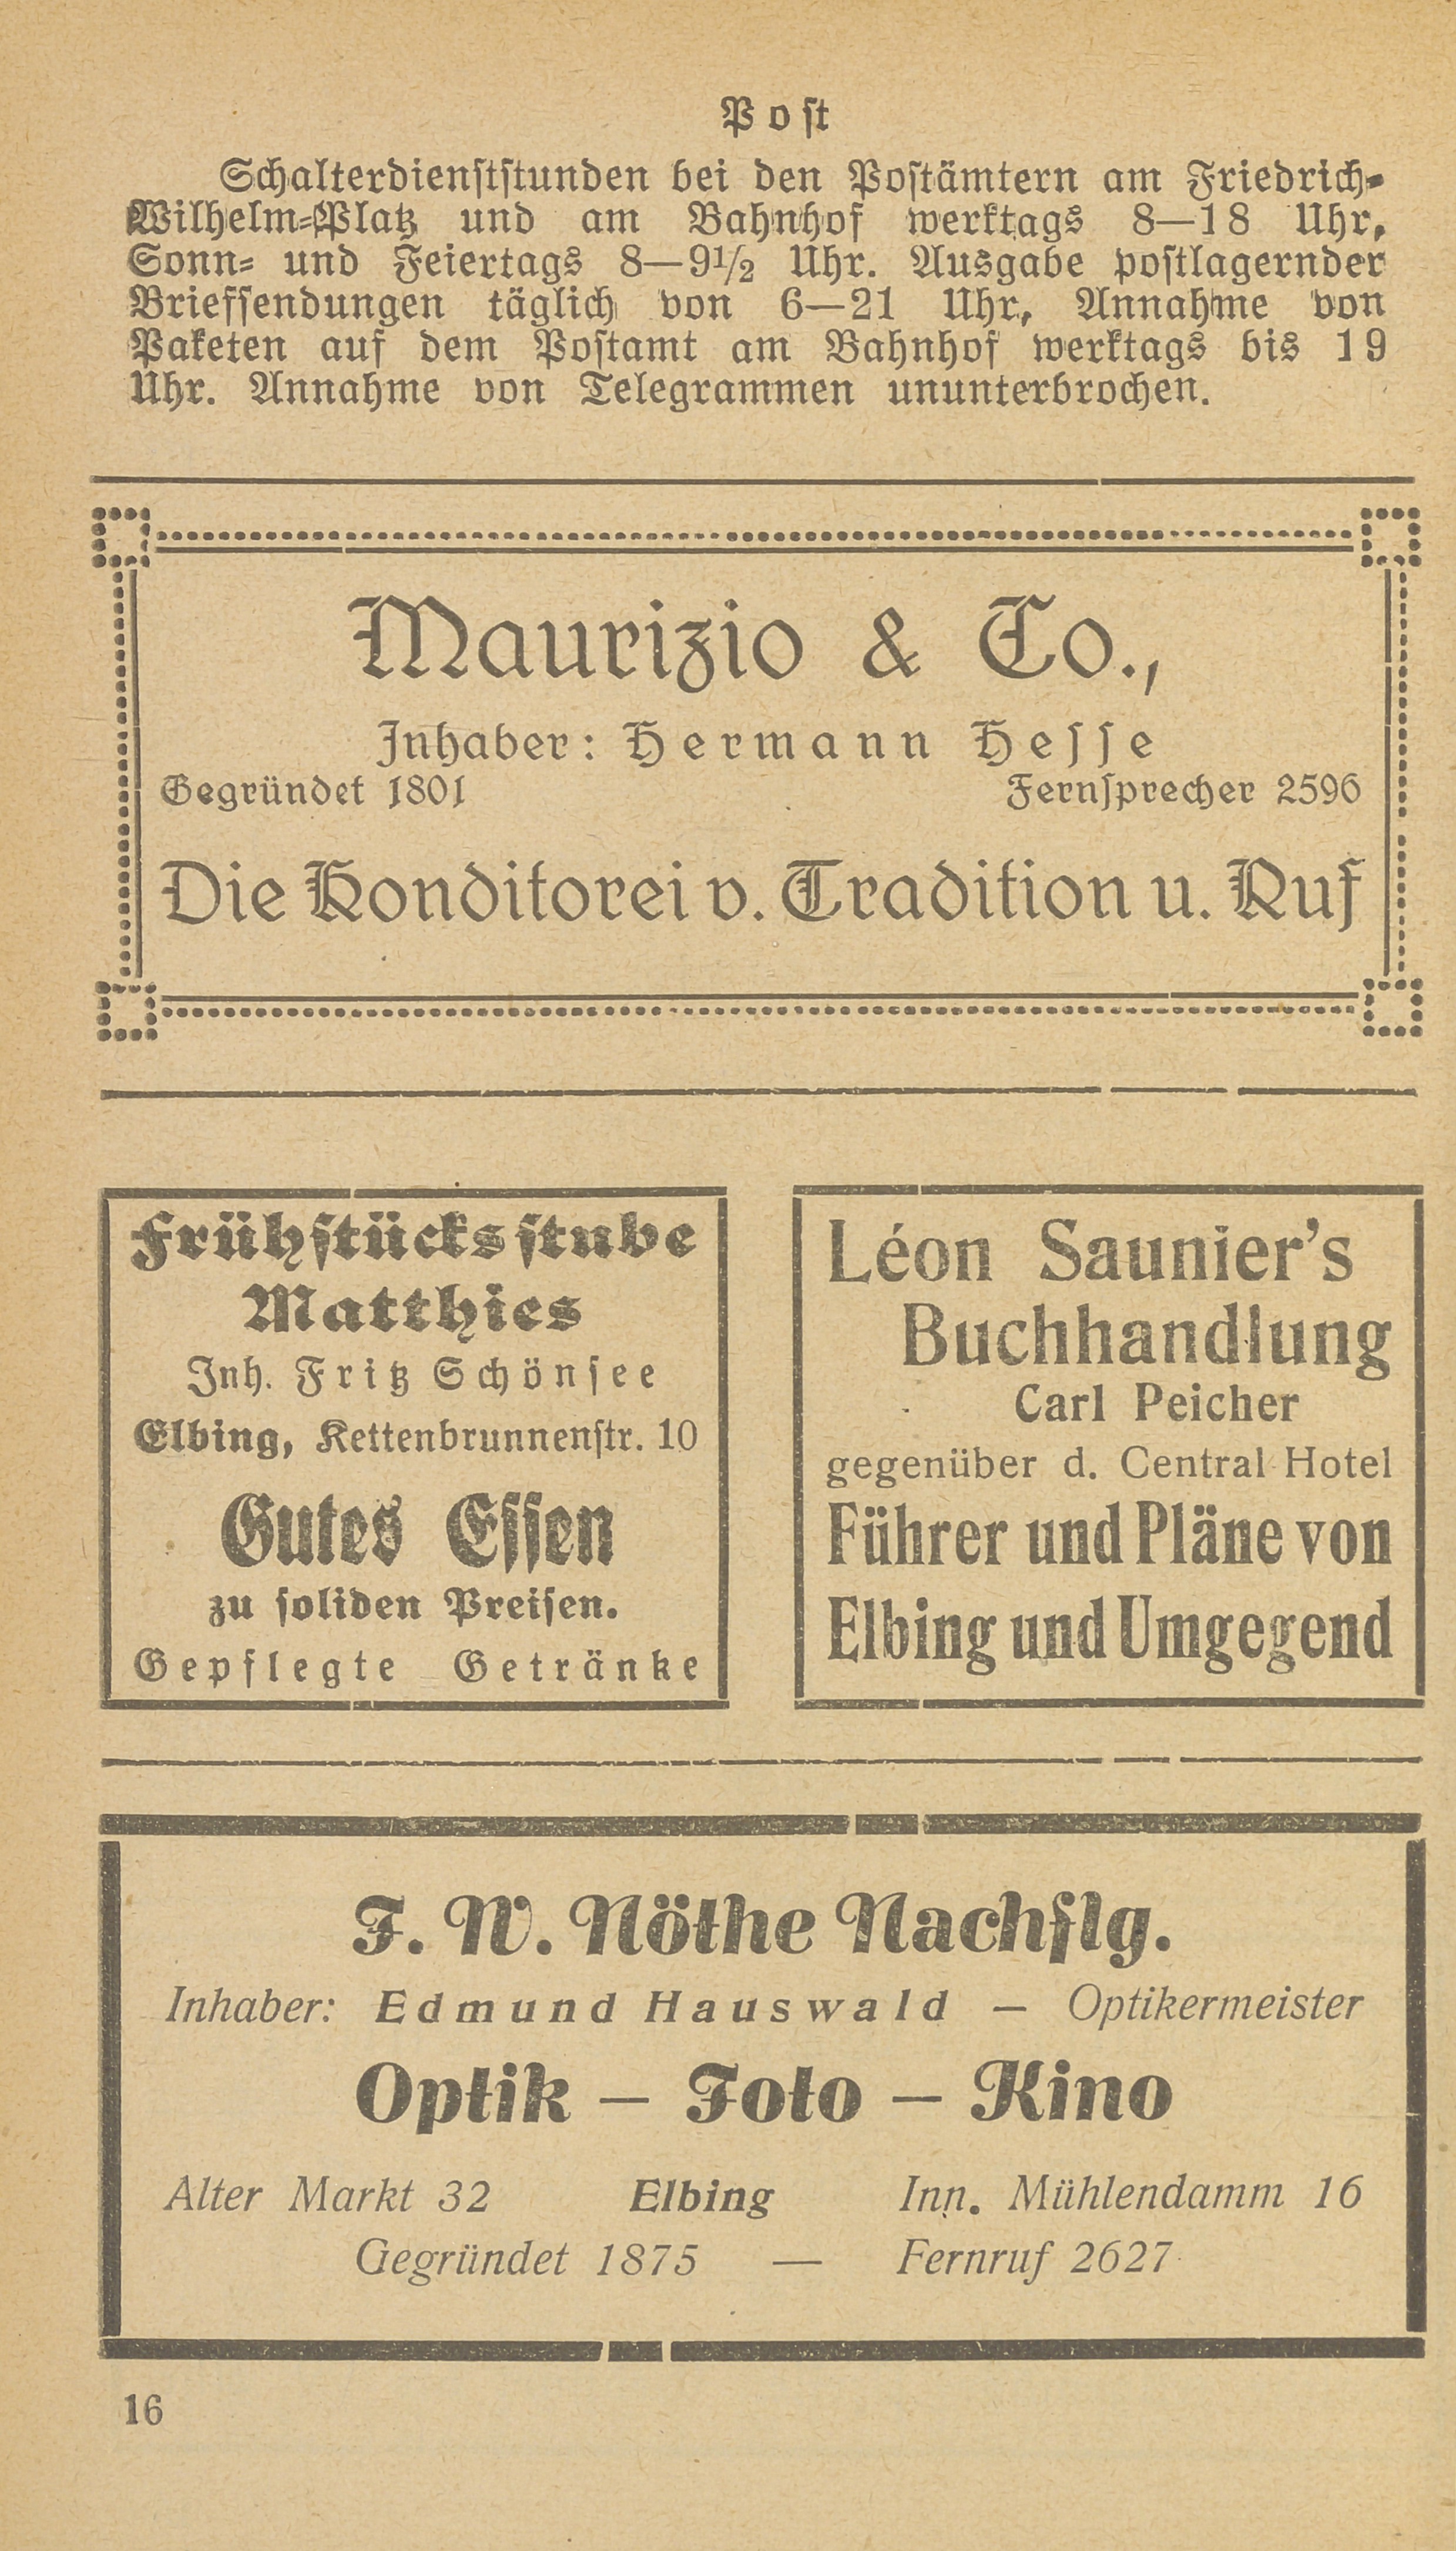 Post
Schalterdienststunden bei den Postämtern am Friedrich-
Wilhelm-Platz und am Bahnhof werktags 8—18 Uhr,
Sonn- und Feiertags 8—9½ Uhr. Ausgabe postlagernder
Briefsendungen täglich von 6—21 Uhr, Annahme von
Paketen auf dem Postamt am Bahnhof werktags bis 19
Uhr. Annahme von Telegrammen ununterbrochen.
Maurizio & Co.,
Inhaber: Hermann Hesse
Gegründet 1801 Fernsprecher 2596
Die Konditorei v. Tradition u. Ruf
Frühstücksstube
Matthies
Inh. Fritz Schönsee
Elbing, Kettenbrunnenstr. 10
Gutes Essen
zu soliden Preisen.
Gepflegte Getränke
Léon Saunier's
Buchhandlung
Carl Peicher
gegenüber d. Central Hotel
Führer und Pläne von
Elbing und Umgegend
F. W. Nöthe Nachflg.
Inhaber: Edmund Hauswald — Optikermeister
Optik — Foto — Kino
Alter Markt 32 Elbing Inn. Mühlendamm 16
Gegründet 1875 — Fernruf 2627
16